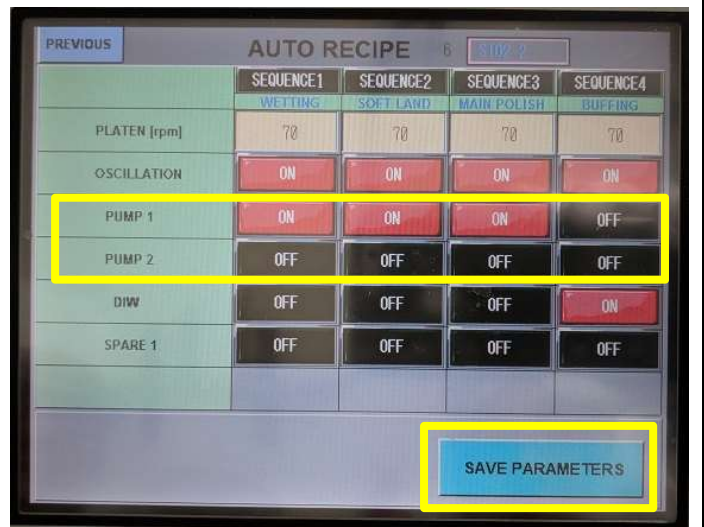 PREVIOUS AUTO RECIPE 6 STD2-2
SEQUENCE1 SEQUENCE2 SEQUENCE3 SEQUENCE4
WETTING SOFT LAND MAIN POLISH BUFFING
PLATEN [rpm] 70 70 70 70
OSCILLATION ON ON ON ON
PUMP 1 ON ON ON OFF
PUMP 2 OFF OFF OFF OFF
DIW OFF OFF OFF ON
SPARE 1 OFF OFF OFF OFF
SAVE PARAMETERS